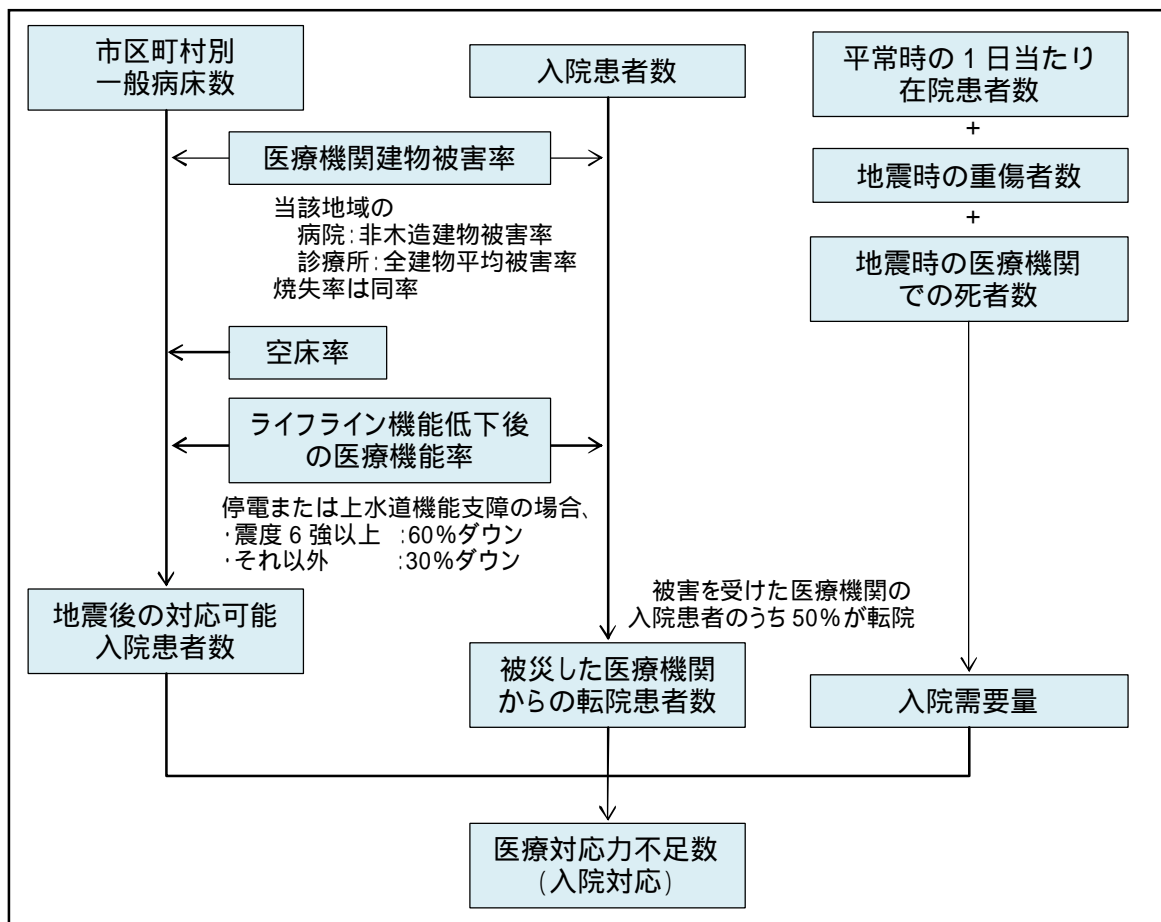 市区町村別
一般病床数
入院患者数
平常時の1日当たり
在院患者数
+
地震時の重傷者数
+
地震時の医療機関
での死者数
医療機関建物被害率
当該地域の
病院:非木造建物被害率
診療所:全建物平均被害率
焼失率は同率
空床率
ライフライン機能低下後
の医療機能率
停電または上水道機能支障の場合、
・震度6強以上 :60%ダウン
・それ以外 :30%ダウン
被害を受けた医療機関の
入院患者のうち50%が転院
地震後の対応可能
入院患者数
被災した医療機関
からの転院患者数
入院需要量
医療対応力不足数
(入院対応)